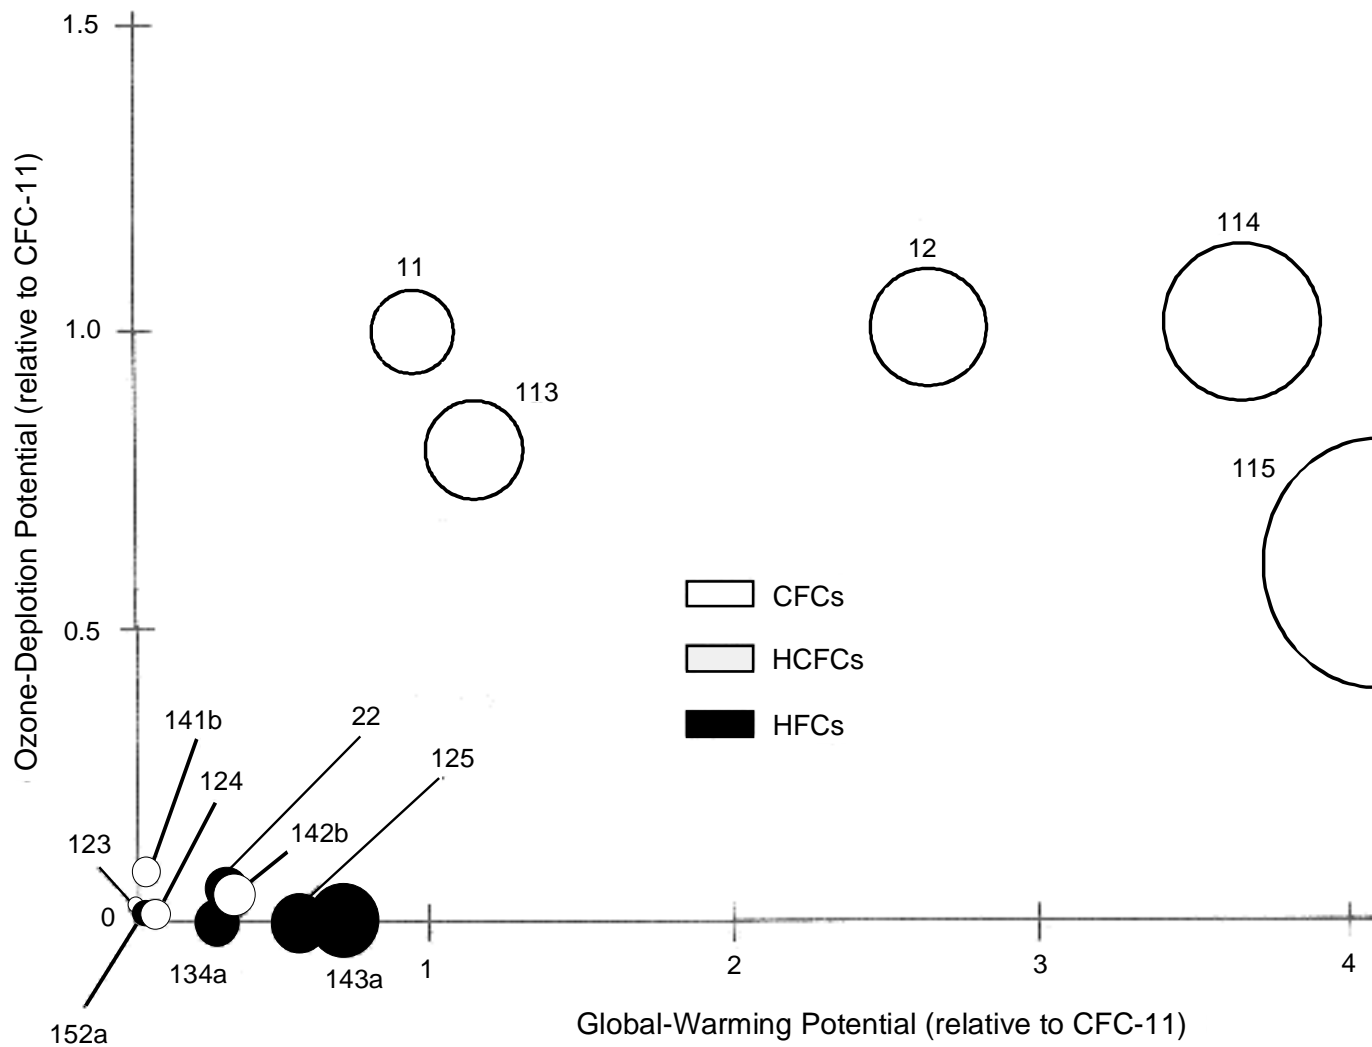 1.5
Ozone-Deplotion Potential (relative to CFC-11)
114
12
11
1.0
113
115
CFCs
0.5
HCFCs
141b
22
HFCs
125
124
142b
123
0
134a
143a
1
2
3
4
152a
Global-Warming Potential (relative to CFC-11)